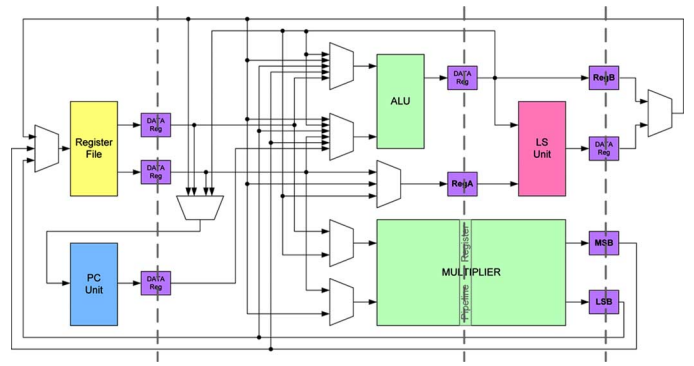 DATA
Reg
RegB
ALU
Register
File
DATA
Reg
LS
Unit
DATA
Reg
DATA
Reg
RegA
PC
Unit
DATA
Reg
Pipeline Register
MULTIPLIER
MSB
LSB